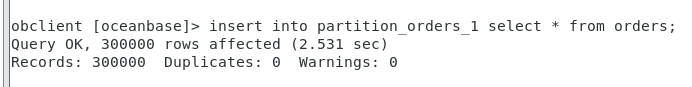 obclient [oceanbase]> insert into partition_orders_1 select * from orders;
Query OK, 300000 rows affected (2.531 sec)
Records: 300000  Duplicates: 0  Warnings: 0